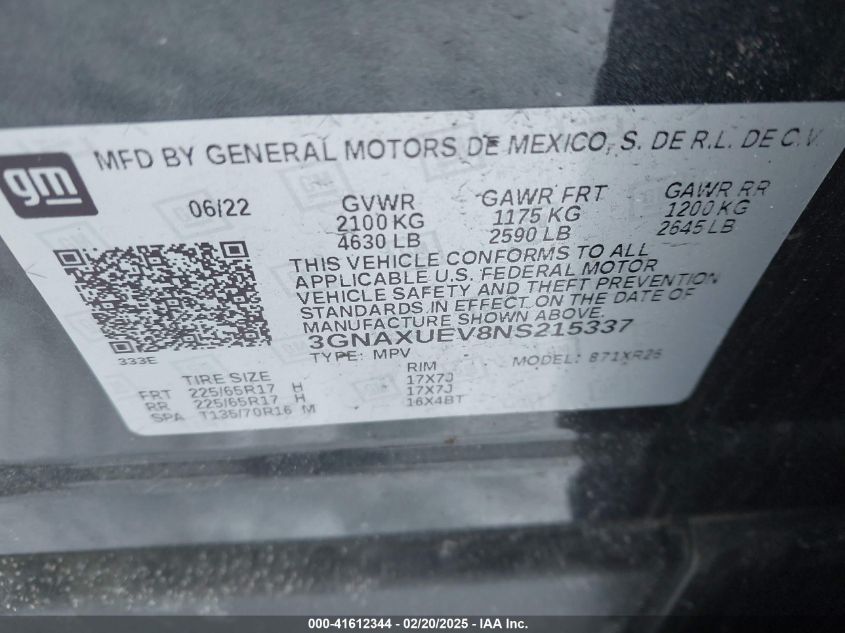 MFD BY GENERAL MOTORS DE MEXICO, S. DE R.L. DE C.V.
gm
06/22 GVWR GAWR FRT GAWR RR
2100 KG 1175 KG 1200 KG
4630 LB 2590 LB 2645 LB
THIS VEHICLE CONFORMS TO ALL
APPLICABLE U.S. FEDERAL MOTOR
VEHICLE SAFETY AND THEFT PREVENTION
STANDARDS IN EFFECT ON THE DATE OF
MANUFACTURE SHOWN ABOVE.
3GNAXUEV8NS215337
333E TYPE: MPV MODEL: 871XR26
TIRE SIZE RIM
FRT 225/65R17 H 17X7J
RR 225/65R17 H 17X7J
SPA T135/70R16 M 16X4BT
000-41612344 — 02/20/2025 - IAA Inc.